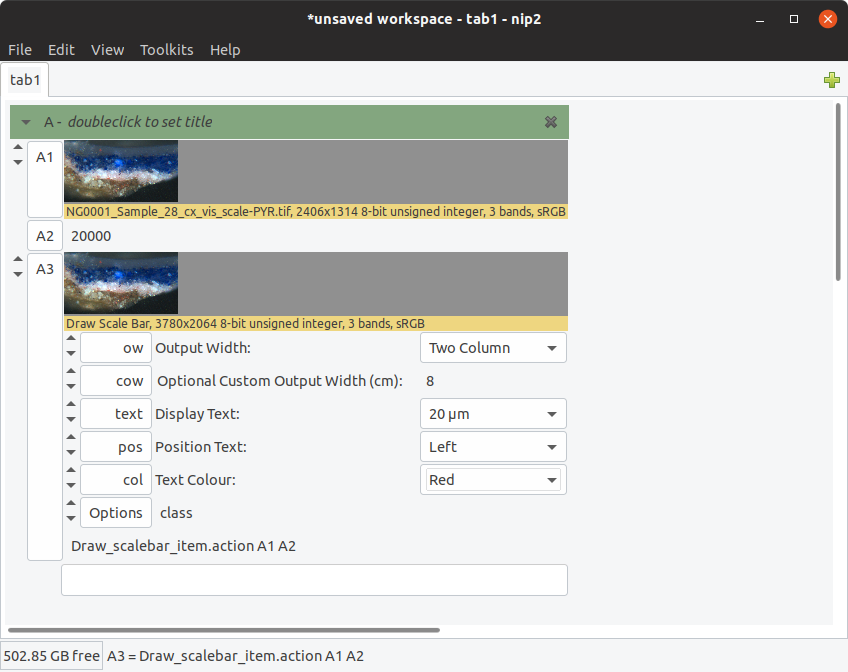 *unsaved workspace - tab1 - nip2
File Edit View Toolkits Help
tab1
A - doubleclick to set title
A1
NG0001_Sample_28_cx_vis_scale-PYR.tif, 2406x1314 8-bit unsigned integer, 3 bands, sRGB
A2 20000
A3
Draw Scale Bar, 3780x2064 8-bit unsigned integer, 3 bands, sRGB
ow Output Width: Two Column
cow Optional Custom Output Width (cm): 8
text Display Text: 20 µm
pos Position Text: Left
col Text Colour: Red
Options class
Draw_scalebar_item.action A1 A2
502.85 GB free A3 = Draw_scalebar_item.action A1 A2